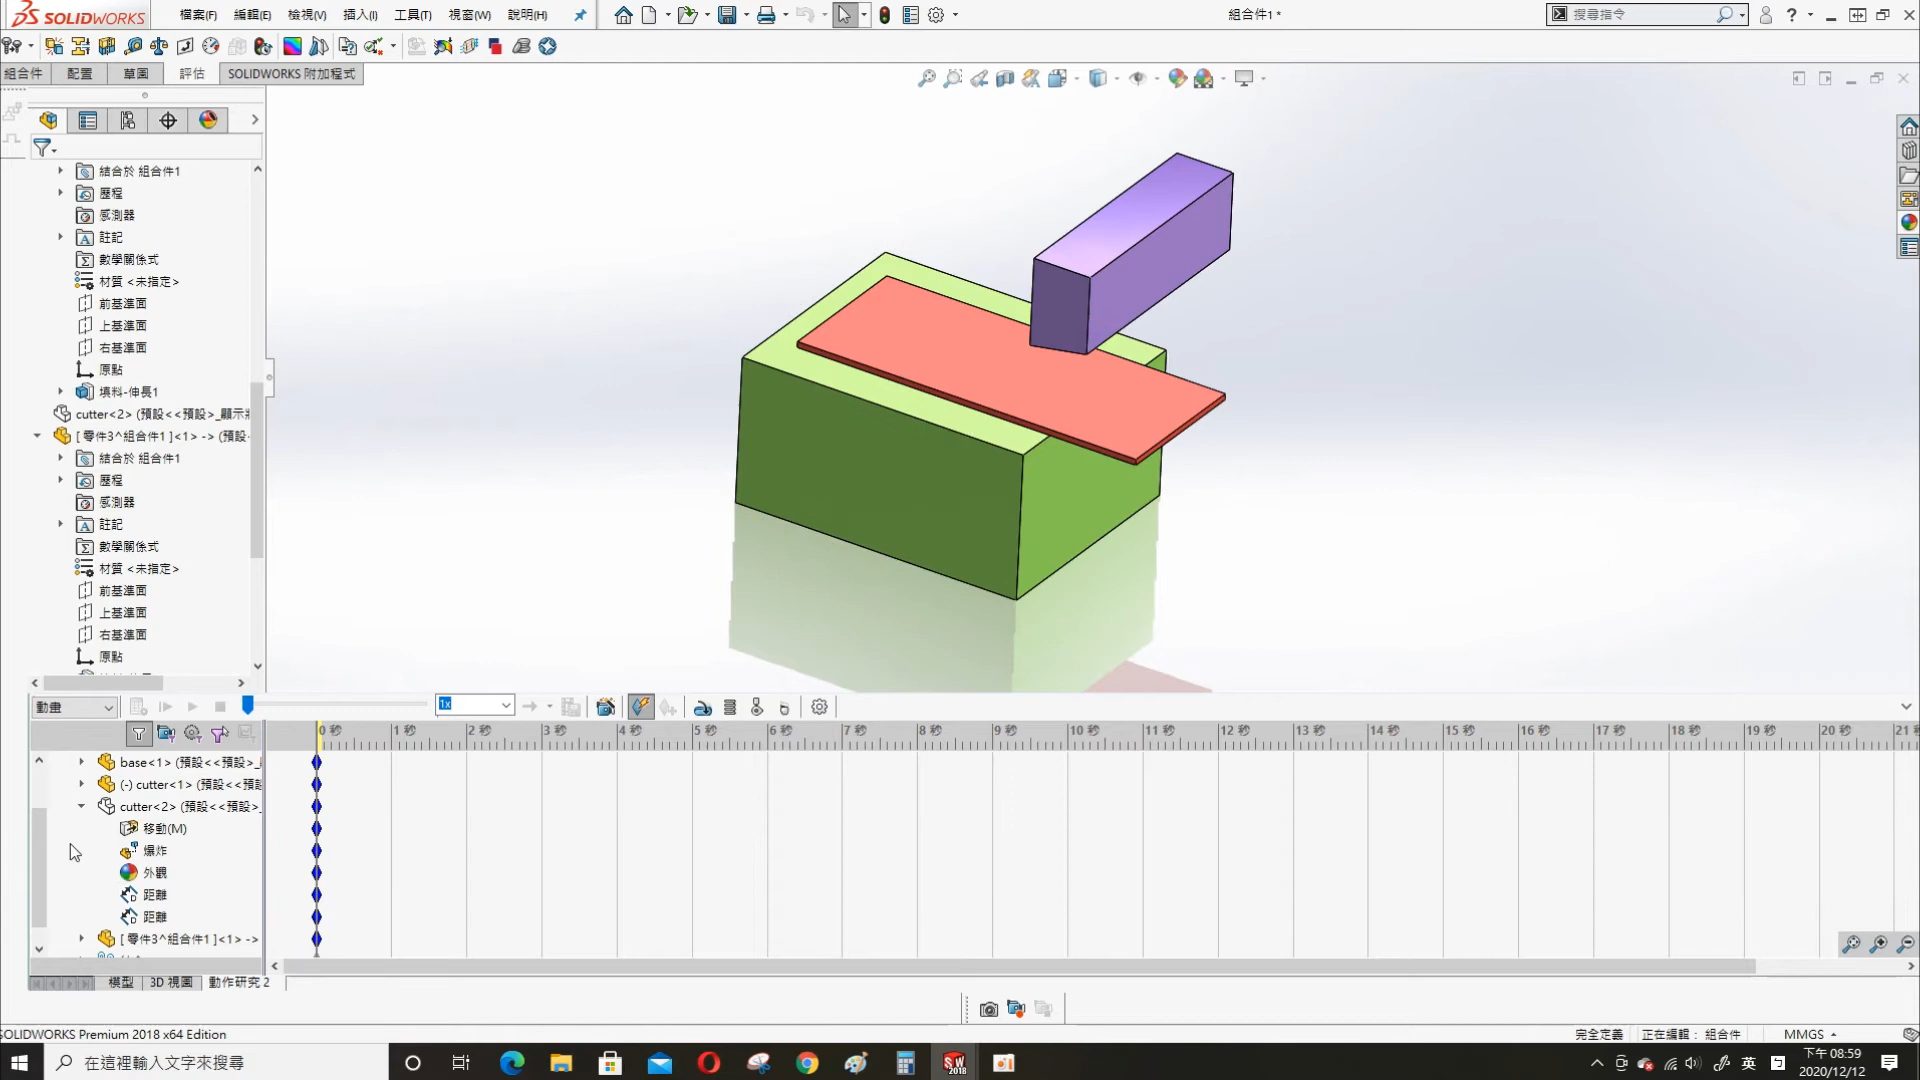 SOLIDWORKS
檔案(F)
編輯(E)
檢視(V)
插入(I)
工具(T)
視窗(W)
說明(H)
組合件1 *
搜尋指令
組合件
配置
草圖
評估
SOLIDWORKS 附加程式
結合於 組合件1
歷程
感測器
註記
數學關係式
材質 <未指定>
前基準面
上基準面
右基準面
原點
填料-伸長1
cutter<2> (預設<<預設>_顯示
[ 零件3^組合件1 ]<1> -> (預設
結合於 組合件1
歷程
感測器
註記
數學關係式
材質 <未指定>
前基準面
上基準面
右基準面
原點
動畫
1x
0 秒
1 秒
2 秒
3 秒
4 秒
5 秒
6 秒
7 秒
8 秒
9 秒
10 秒
11 秒
12 秒
13 秒
14 秒
15 秒
16 秒
17 秒
18 秒
19 秒
20 秒
21 秒
base<1> (預設<<預設>_
(-) cutter<1> (預設<<預設
cutter<2> (預設<<預設>_
移動(M)
爆炸
外觀
距離
距離
[ 零件3^組合件1 ]<1> ->
模型
3D 視圖
動作研究 2
SOLIDWORKS Premium 2018 x64 Edition
完全定義
正在編輯： 組合件
MMGS
在這裡輸入文字來搜尋
SW
2018
英
下午 08:59
2020/12/12